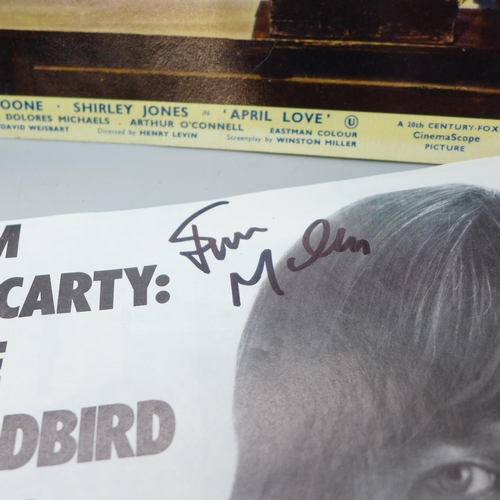 OONE · SHIRLEY JONES IN 'APRIL LOVE' U
DOLORES MICHAELS · ARTHUR O'CONNELL EASTMAN COLOUR
DAVID WEISBART Directed by HENRY LEVIN Screenplay by WINSTON MILLER
A 20th CENTURY-FOX
CinemaScope
PICTURE
M
CARTY:
E
DBIRD